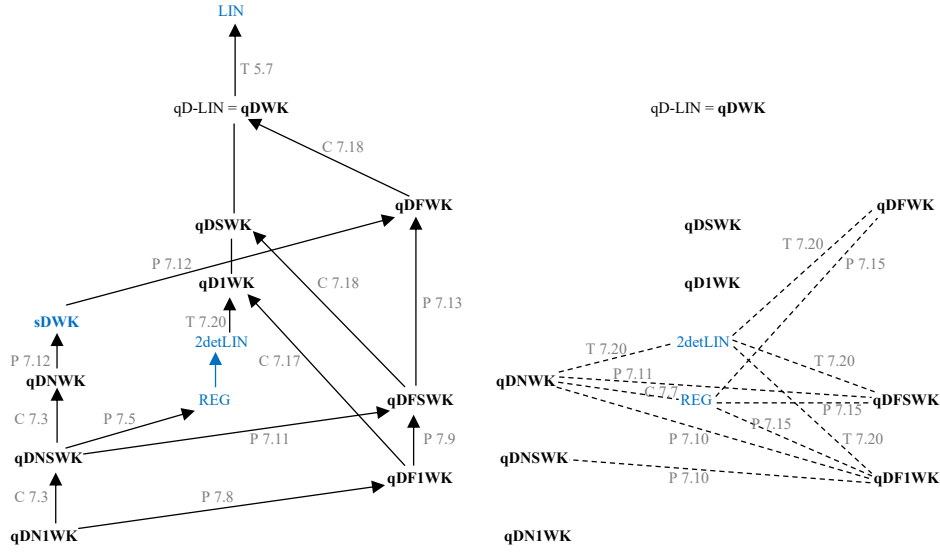 LIN
T 5.7
qD-LIN = qDWK
C 7.18
qDFWK
qDSWK
P 7.12
C 7.18
qD1WK
P 7.13
sDWK
T 7.20
2detLIN
P 7.12
C 7.17
qDNWK
REG
qDFSWK
C 7.3
P 7.5
P 7.11
P 7.9
qDNSWK
qDF1WK
C 7.3
P 7.8
qDN1WK
qD-LIN = qDWK
qDFWK
qDSWK
T 7.20
P 7.15
qD1WK
2detLIN
T 7.20
T 7.20
P 7.11
qDNWK
C 7.7
REG
qDFSWK
P 7.15
P 7.15
P 7.10
T 7.20
qDNSWK
P 7.10
qDF1WK
qDN1WK